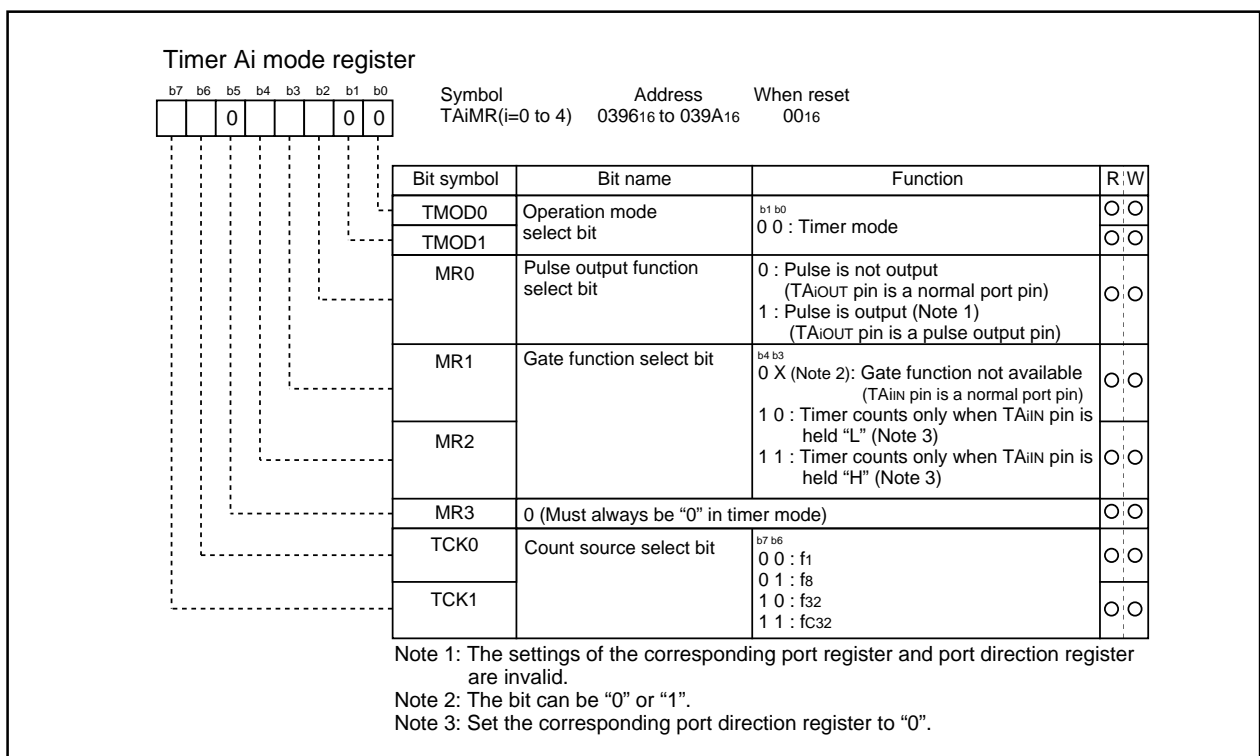 Timer Ai mode register
b7 b6 b5 b4 b3 b2 b1 b0
0 0 0
Symbol Address When reset
TAiMR(i=0 to 4) 039616 to 039A16 0016
Bit symbol Bit name Function R W
TMOD0 Operation mode select bit b1 b0
0 0 : Timer mode
TMOD1
MR0 Pulse output function select bit
0 : Pulse is not output
(TAiOUT pin is a normal port pin)
1 : Pulse is output (Note 1)
(TAiOUT pin is a pulse output pin)
MR1 Gate function select bit
b4 b3
0 X (Note 2): Gate function not available
(TAiIN pin is a normal port pin)
1 0 : Timer counts only when TAiIN pin is
held “L” (Note 3)
MR2
1 1 : Timer counts only when TAiIN pin is
held “H” (Note 3)
MR3 0 (Must always be “0” in timer mode)
TCK0 Count source select bit
b7 b6
0 0 : f1
0 1 : f8
TCK1
1 0 : f32
1 1 : fC32
Note 1: The settings of the corresponding port register and port direction register
are invalid.
Note 2: The bit can be “0” or “1”.
Note 3: Set the corresponding port direction register to “0”.